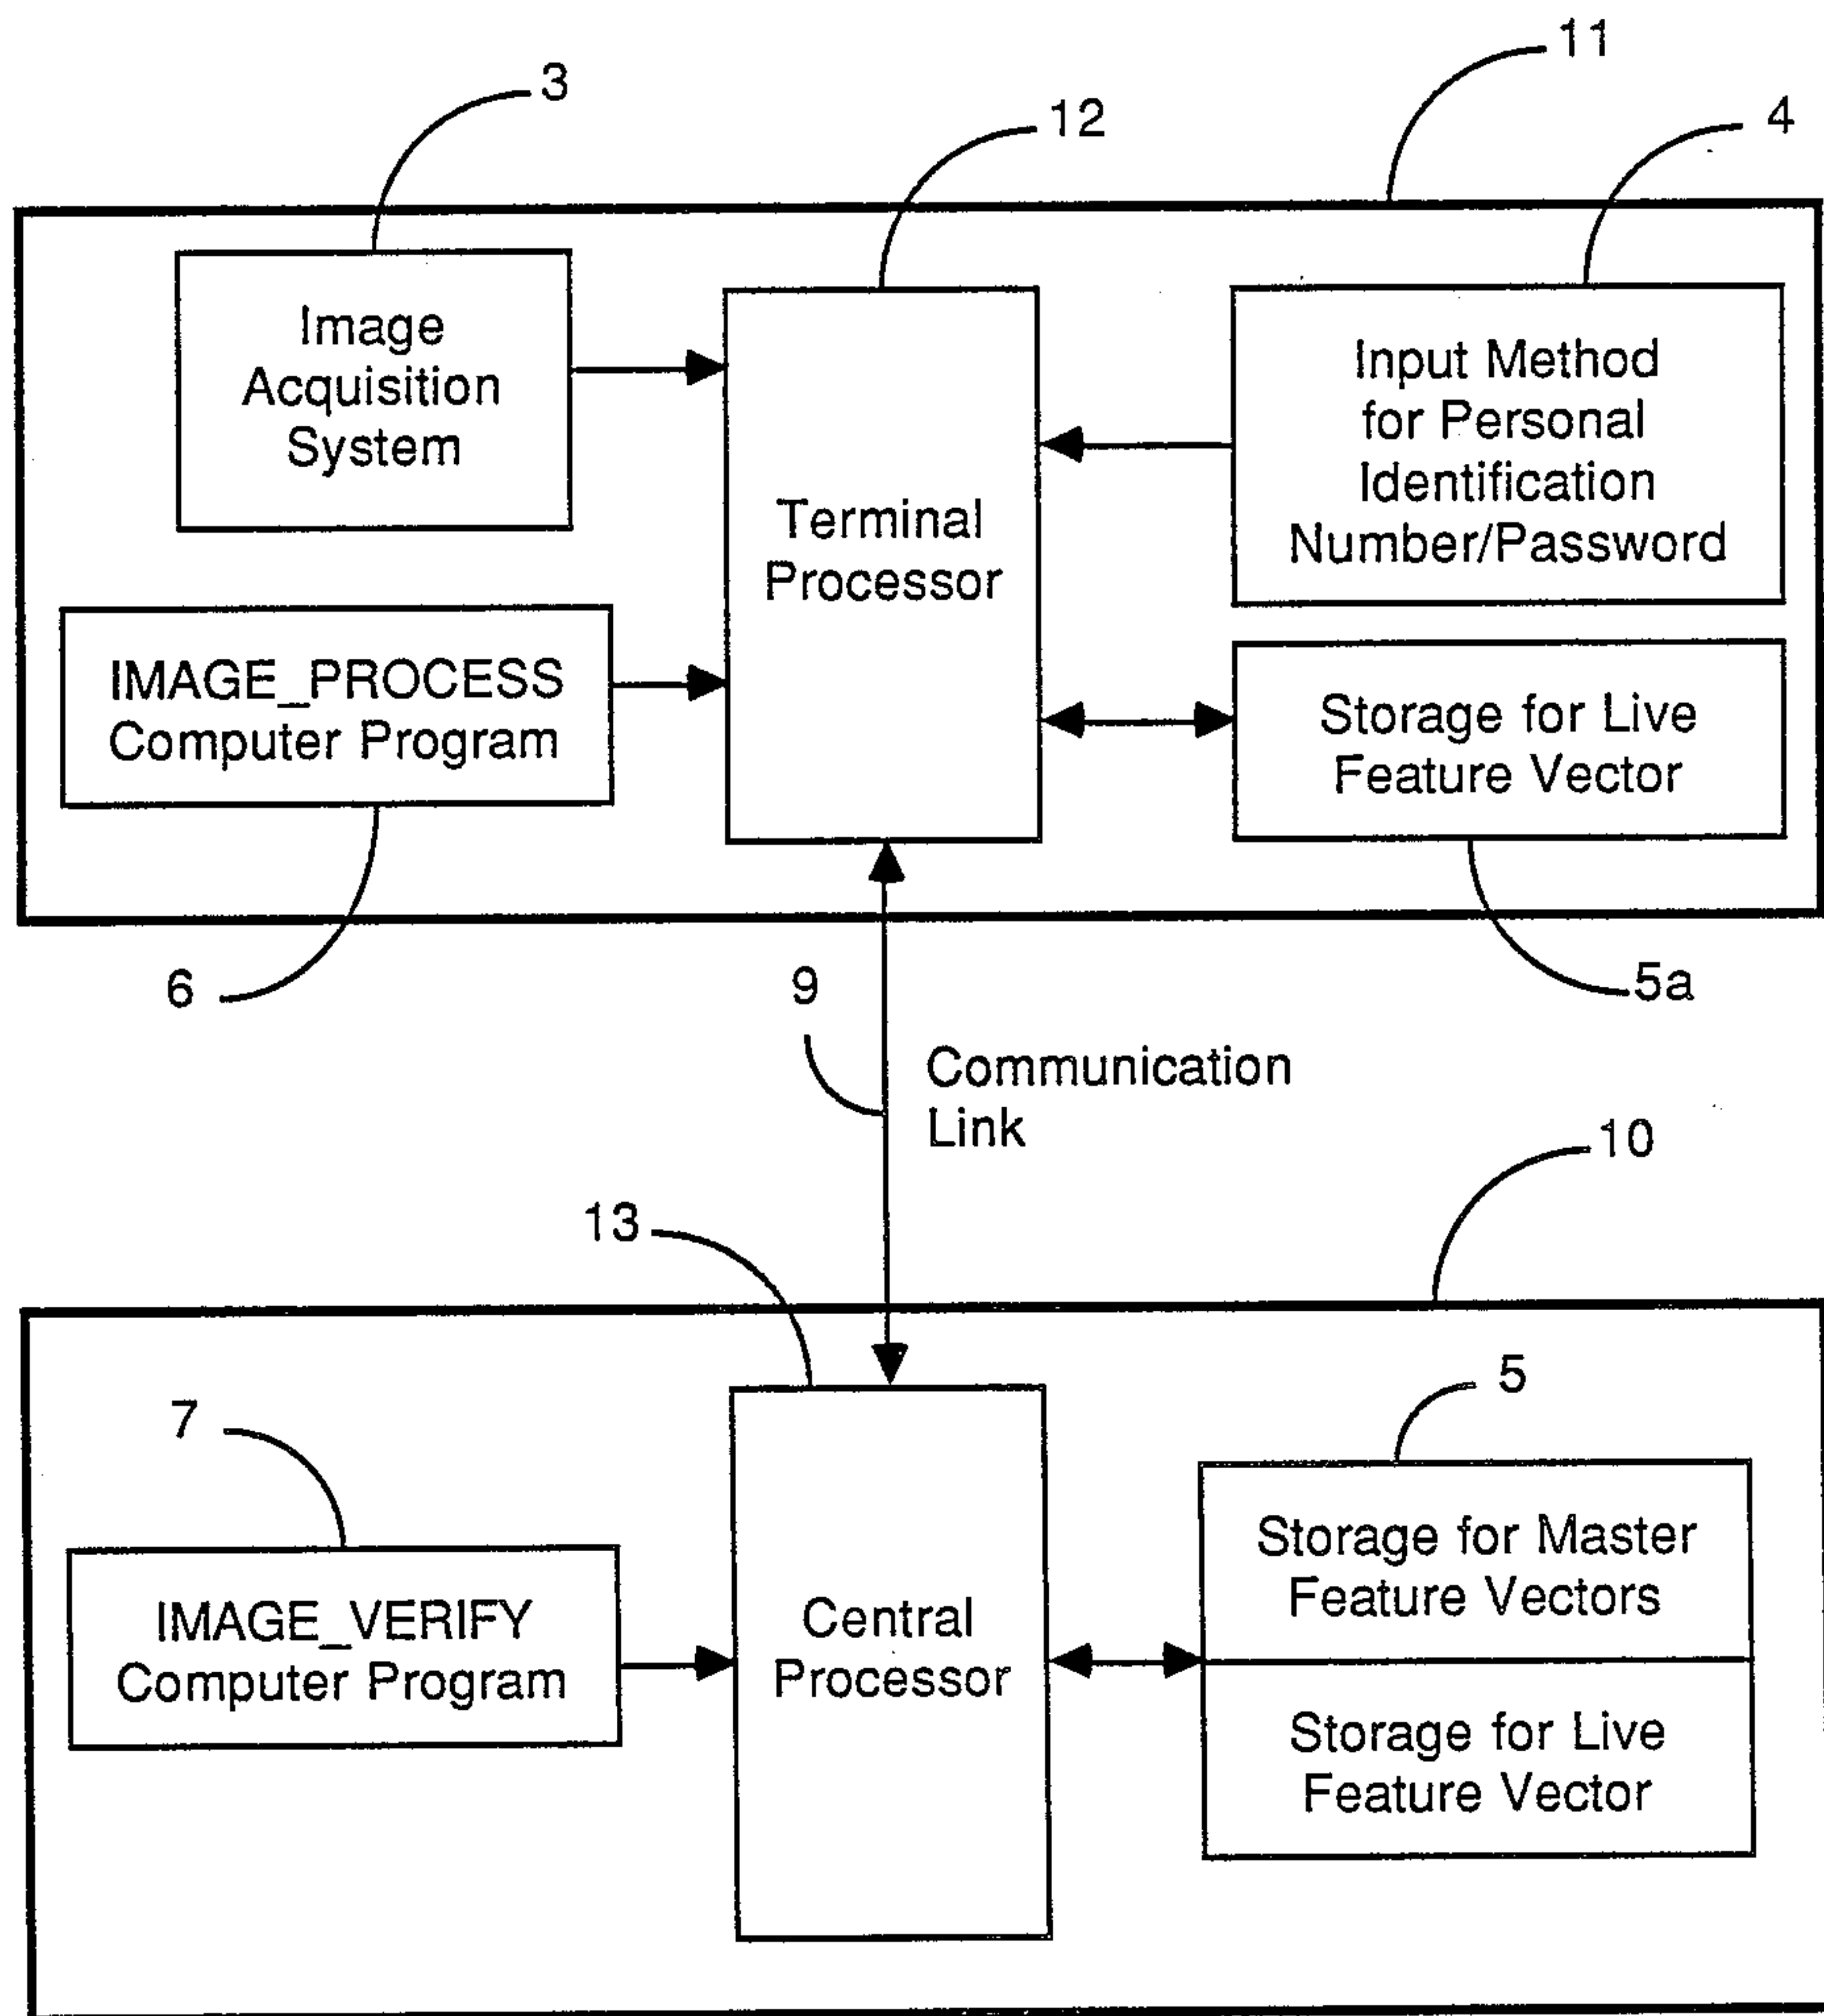 11
3
12
4
Image
Acquisition
System
Terminal
Processor
Input Method
for Personal
Identification
Number/Password
IMAGE_PROCESS
Computer Program
Storage for Live
Feature Vector
6
9
5a
Communication
Link
10
13
5
7
Storage for Master
Feature Vectors
IMAGE_VERIFY
Computer Program
Central
Processor
Storage for Live
Feature Vector